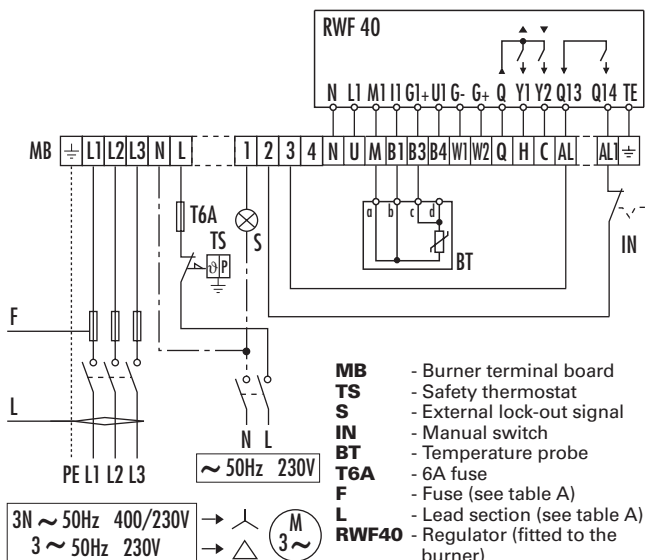 RWF 40
N L1 M1 I1 G1+ U1 G- G+ Q Y1 Y2 Q13 Q14 TE
MB L1 L2 L3 N L 1 2 3 4 N U M B1 B3 B4 W1 W2 Q H C AL AL1
T6A
TS
ϑ P
S
a b c d
BT
IN
F
L
PE L1 L2 L3
N L
~ 50Hz 230V
3N ~ 50Hz 400/230V
3 ~ 50Hz 230V
M
3~
MB - Burner terminal board
TS - Safety thermostat
S - External lock-out signal
IN - Manual switch
BT - Temperature probe
T6A - 6A fuse
F - Fuse (see table A)
L - Lead section (see table A)
RWF40 - Regulator (fitted to the
burner)